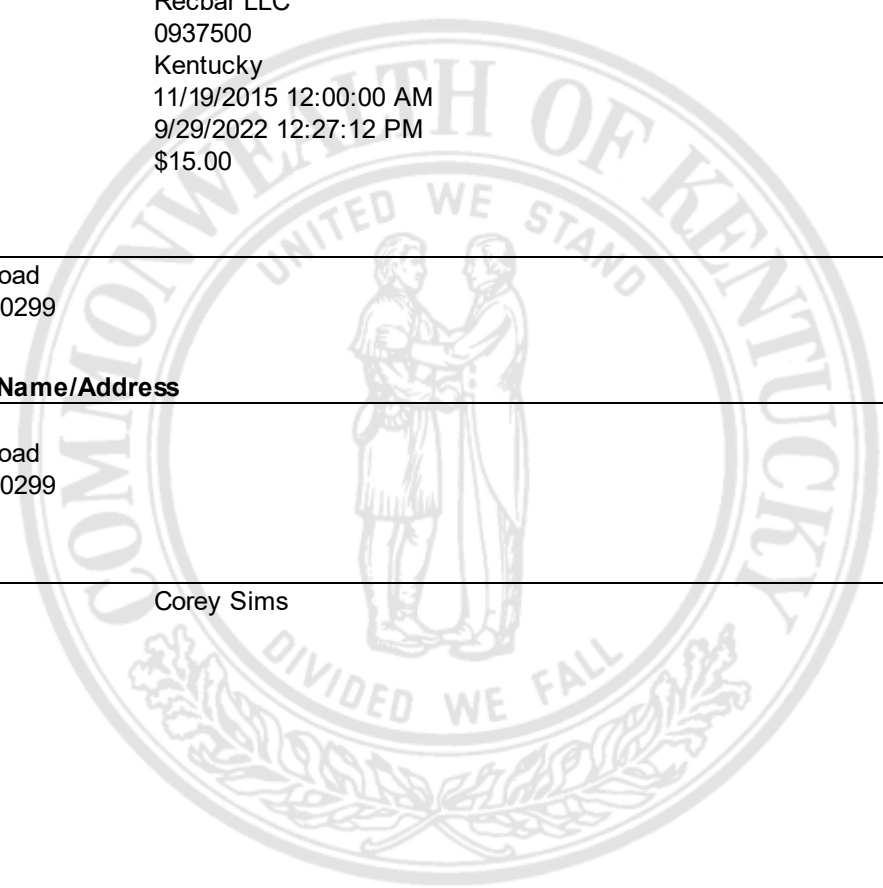 Recbar LLC
0937500
Kentucky
11/19/2015 12:00:00 AM
9/29/2022 12:27:12 PM
$15.00
oad
0299
Name/Address
oad
0299
Corey Sims
COMMONWEALTH OF KENTUCKY
UNITED WE STAND
DIVIDED WE FALL